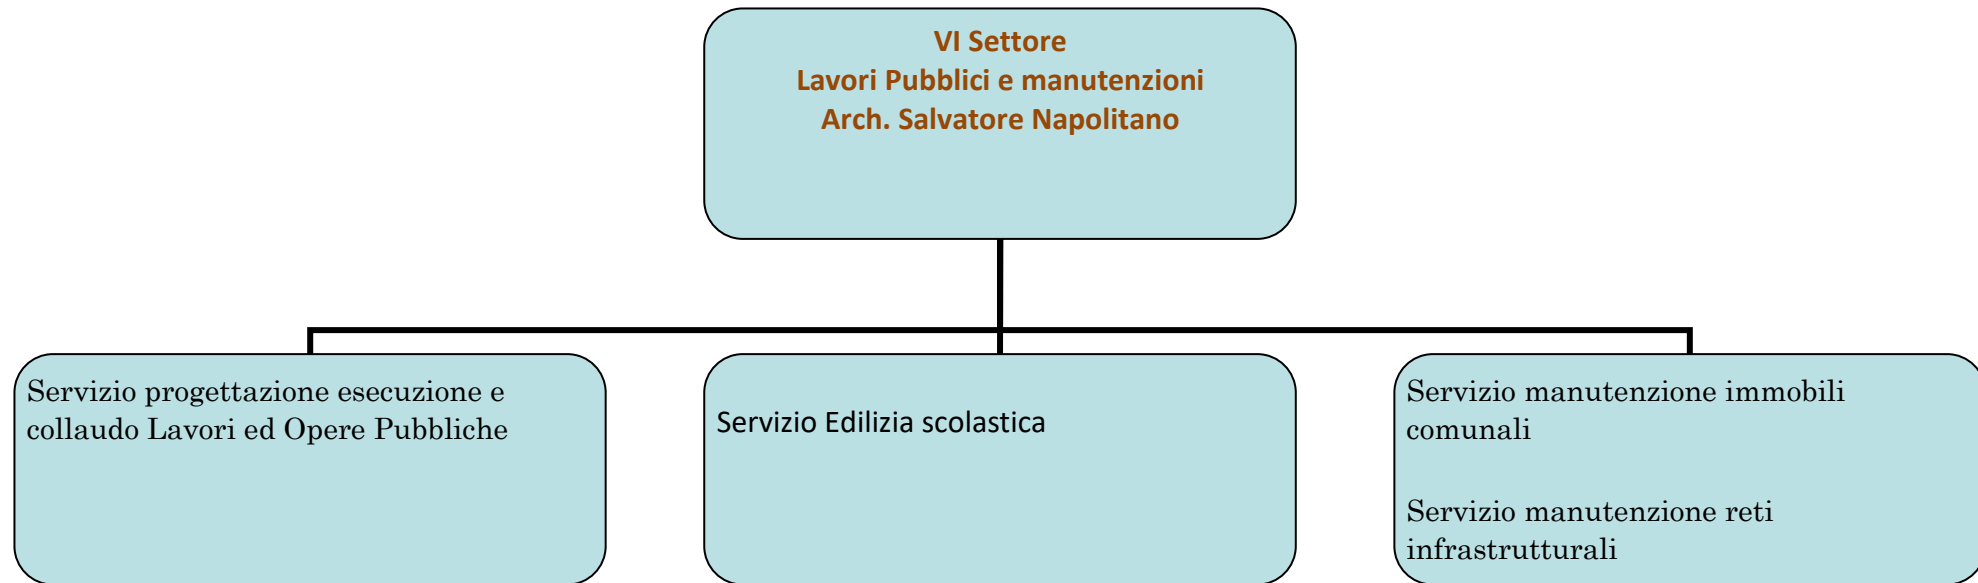 VI Settore
Lavori Pubblici e manutenzioni
Arch. Salvatore Napolitano
Servizio progettazione esecuzione e
collaudo Lavori ed Opere Pubbliche
Servizio Edilizia scolastica
Servizio manutenzione immobili
comunali
Servizio manutenzione reti
infrastrutturali